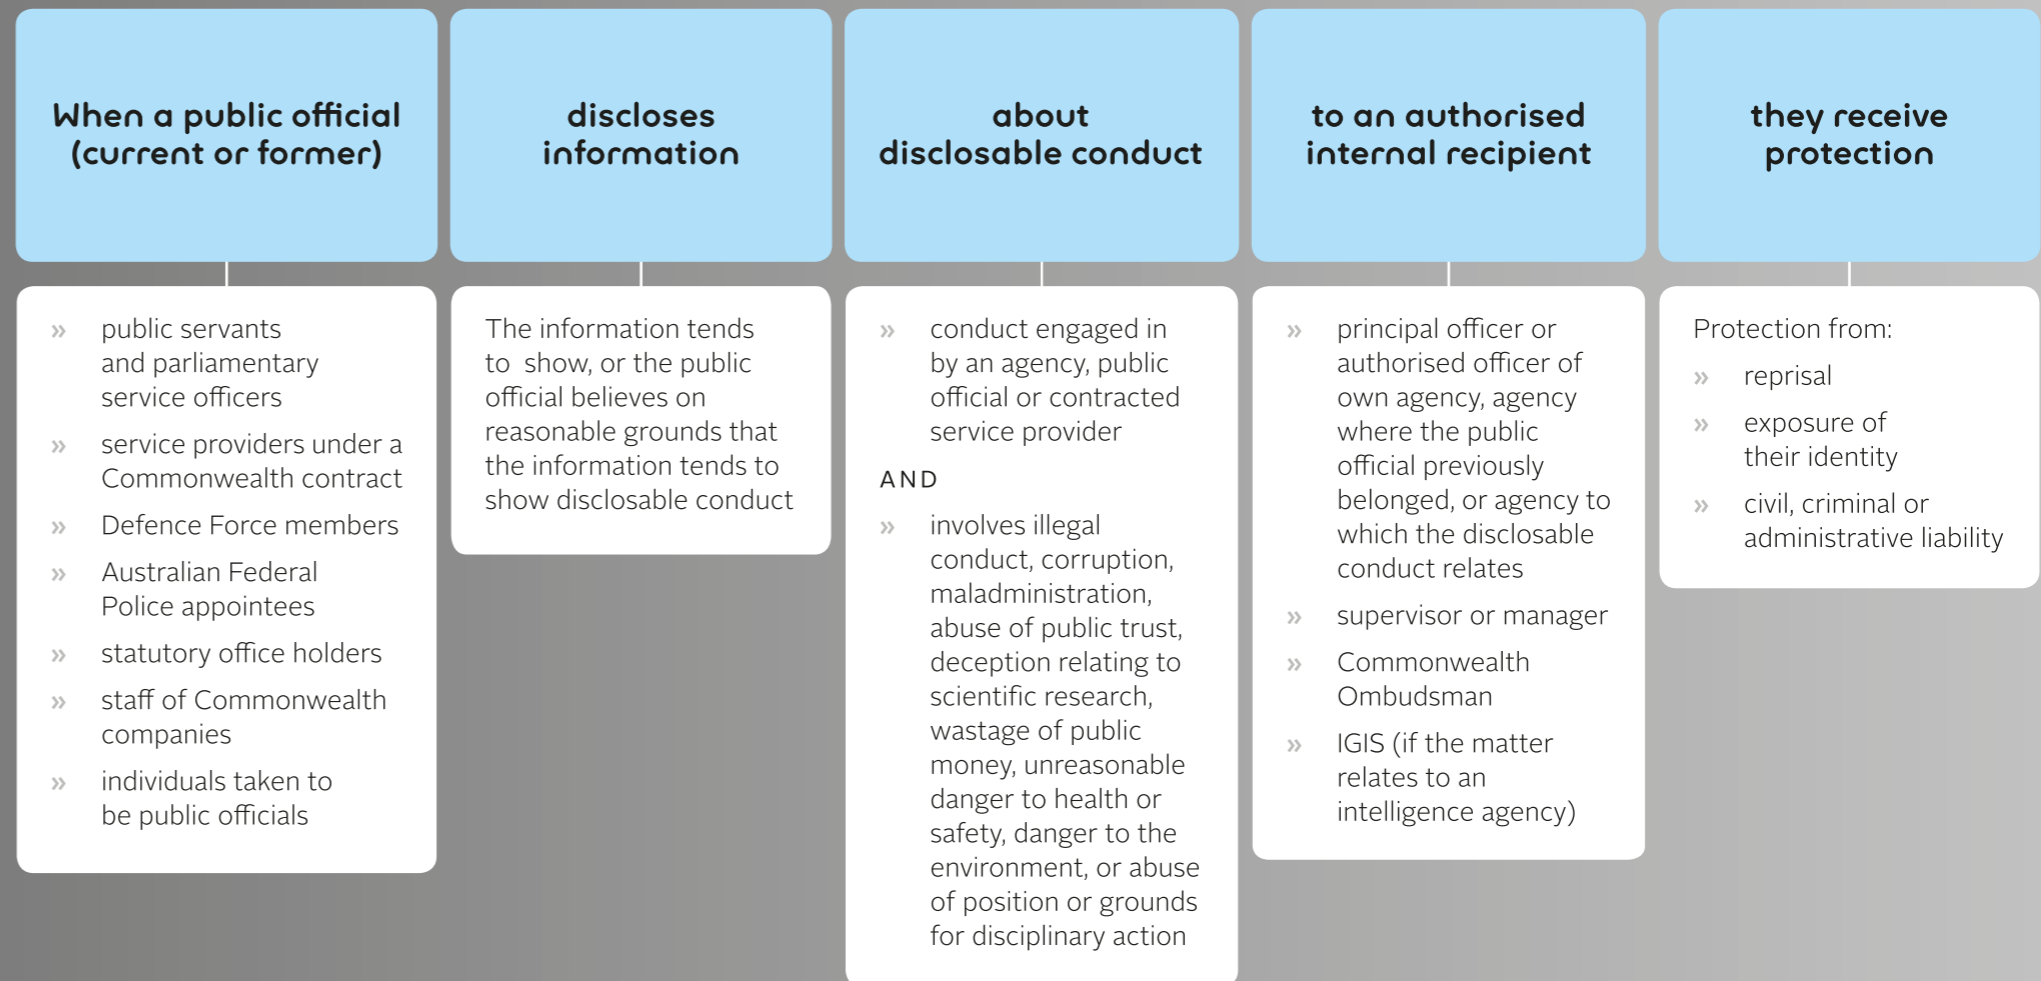 When a public official
(current or former)
discloses
information
about
disclosable conduct
to an authorised
internal recipient
they receive
protection
» public servants
and parliamentary
service officers
» service providers under a
Commonwealth contract
» Defence Force members
» Australian Federal
Police appointees
» statutory office holders
» staff of Commonwealth
companies
» individuals taken to
be public officials
The information tends
to show, or the public
official believes on
reasonable grounds that
the information tends to
show disclosable conduct
» conduct engaged in
by an agency, public
official or contracted
service provider
AND
» involves illegal
conduct, corruption,
maladministration,
abuse of public trust,
deception relating to
scientific research,
wastage of public
money, unreasonable
danger to health or
safety, danger to the
environment, or abuse
of position or grounds
for disciplinary action
» principal officer or
authorised officer of
own agency, agency
where the public
official previously
belonged, or agency to
which the disclosable
conduct relates
» supervisor or manager
» Commonwealth
Ombudsman
» IGIS (if the matter
relates to an
intelligence agency)
Protection from:
» reprisal
» exposure of
their identity
» civil, criminal or
administrative liability